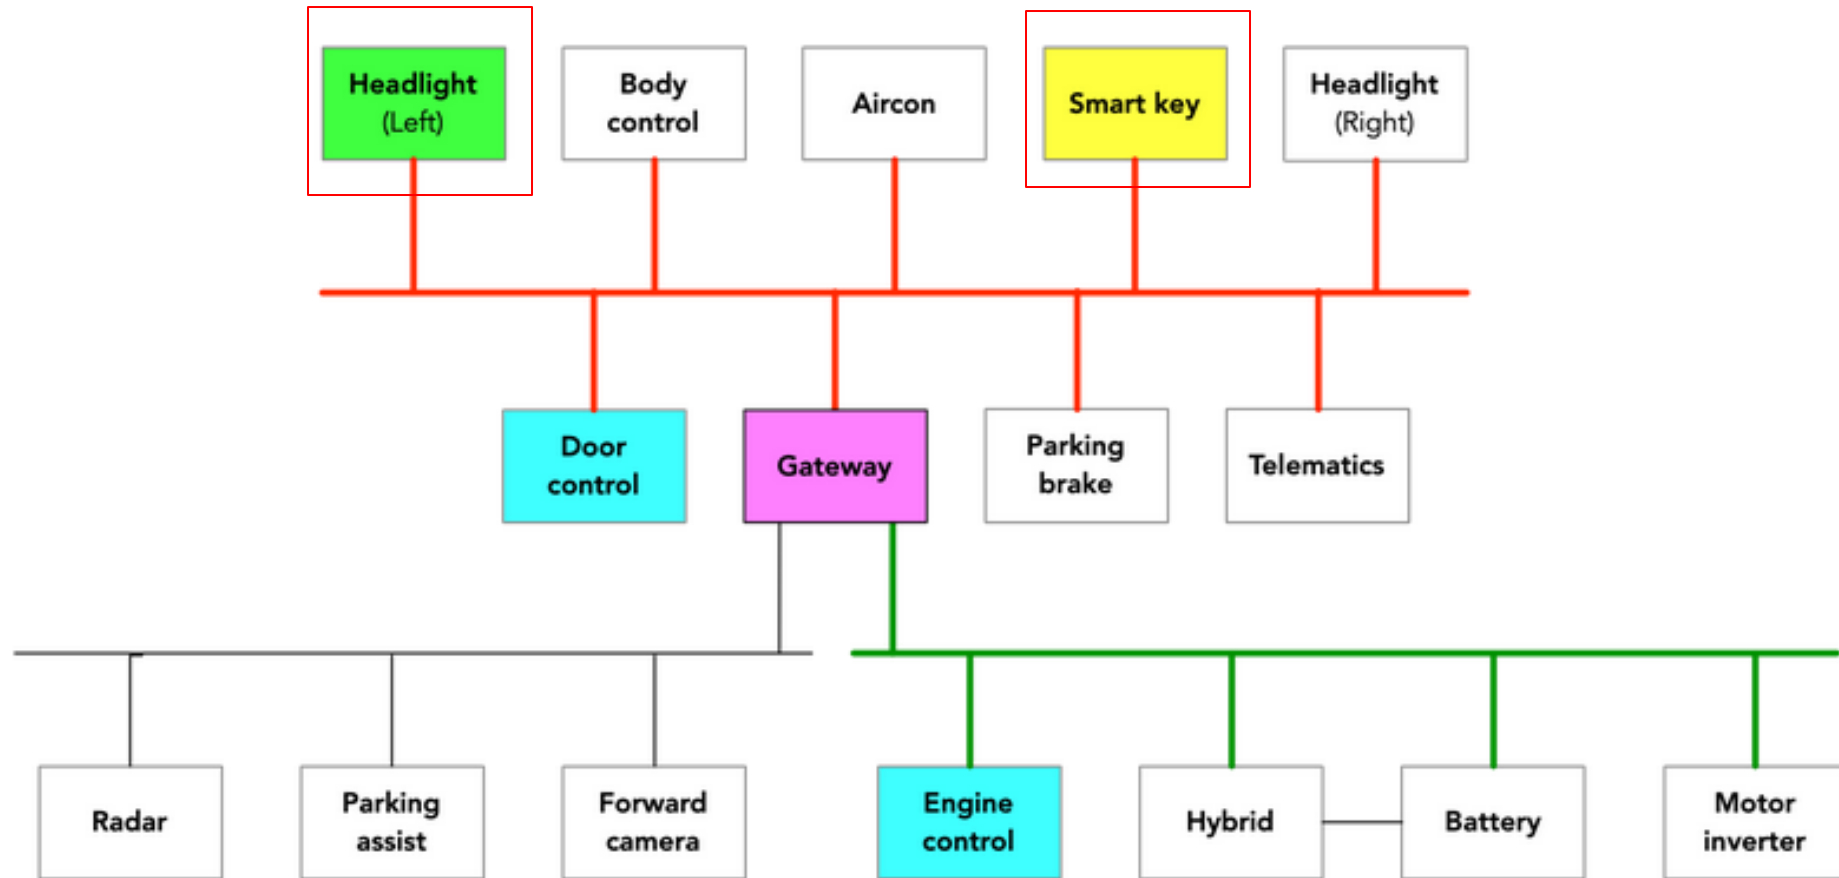 Headlight
(Left)
Body
control
Aircon
Smart key
Headlight
(Right)
Door
control
Gateway
Parking
brake
Telematics
Radar
Parking
assist
Forward
camera
Engine
control
Hybrid
Battery
Motor
inverter